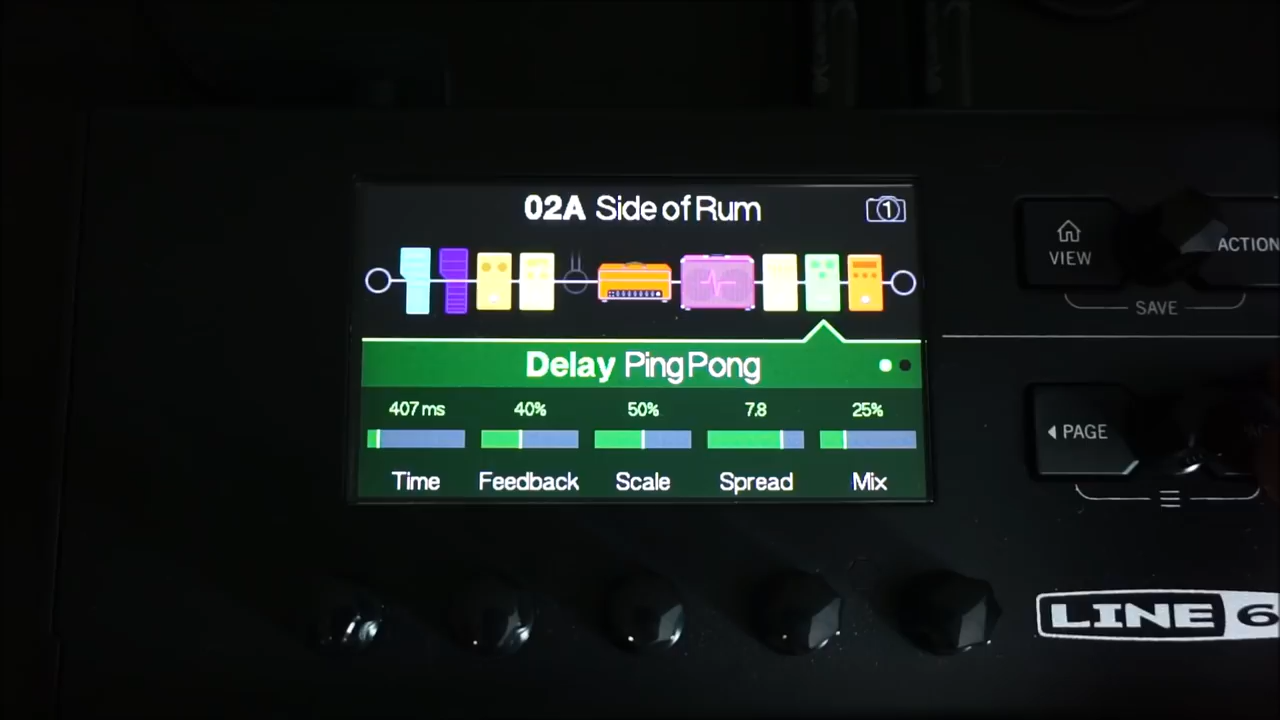 02A Side of Rum
1
VIEW
ACTION
SAVE
Delay Ping Pong
407 ms 40% 50% 7.8 25%
Time Feedback Scale Spread Mix
PAGE
LINE 6